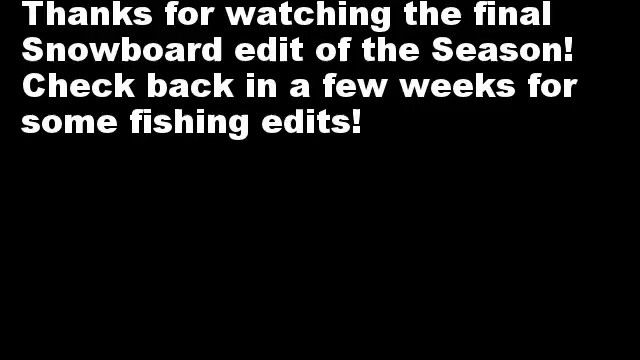 Thanks for watching the final
Snowboard edit of the Season!
Check back in a few weeks for
some fishing edits!